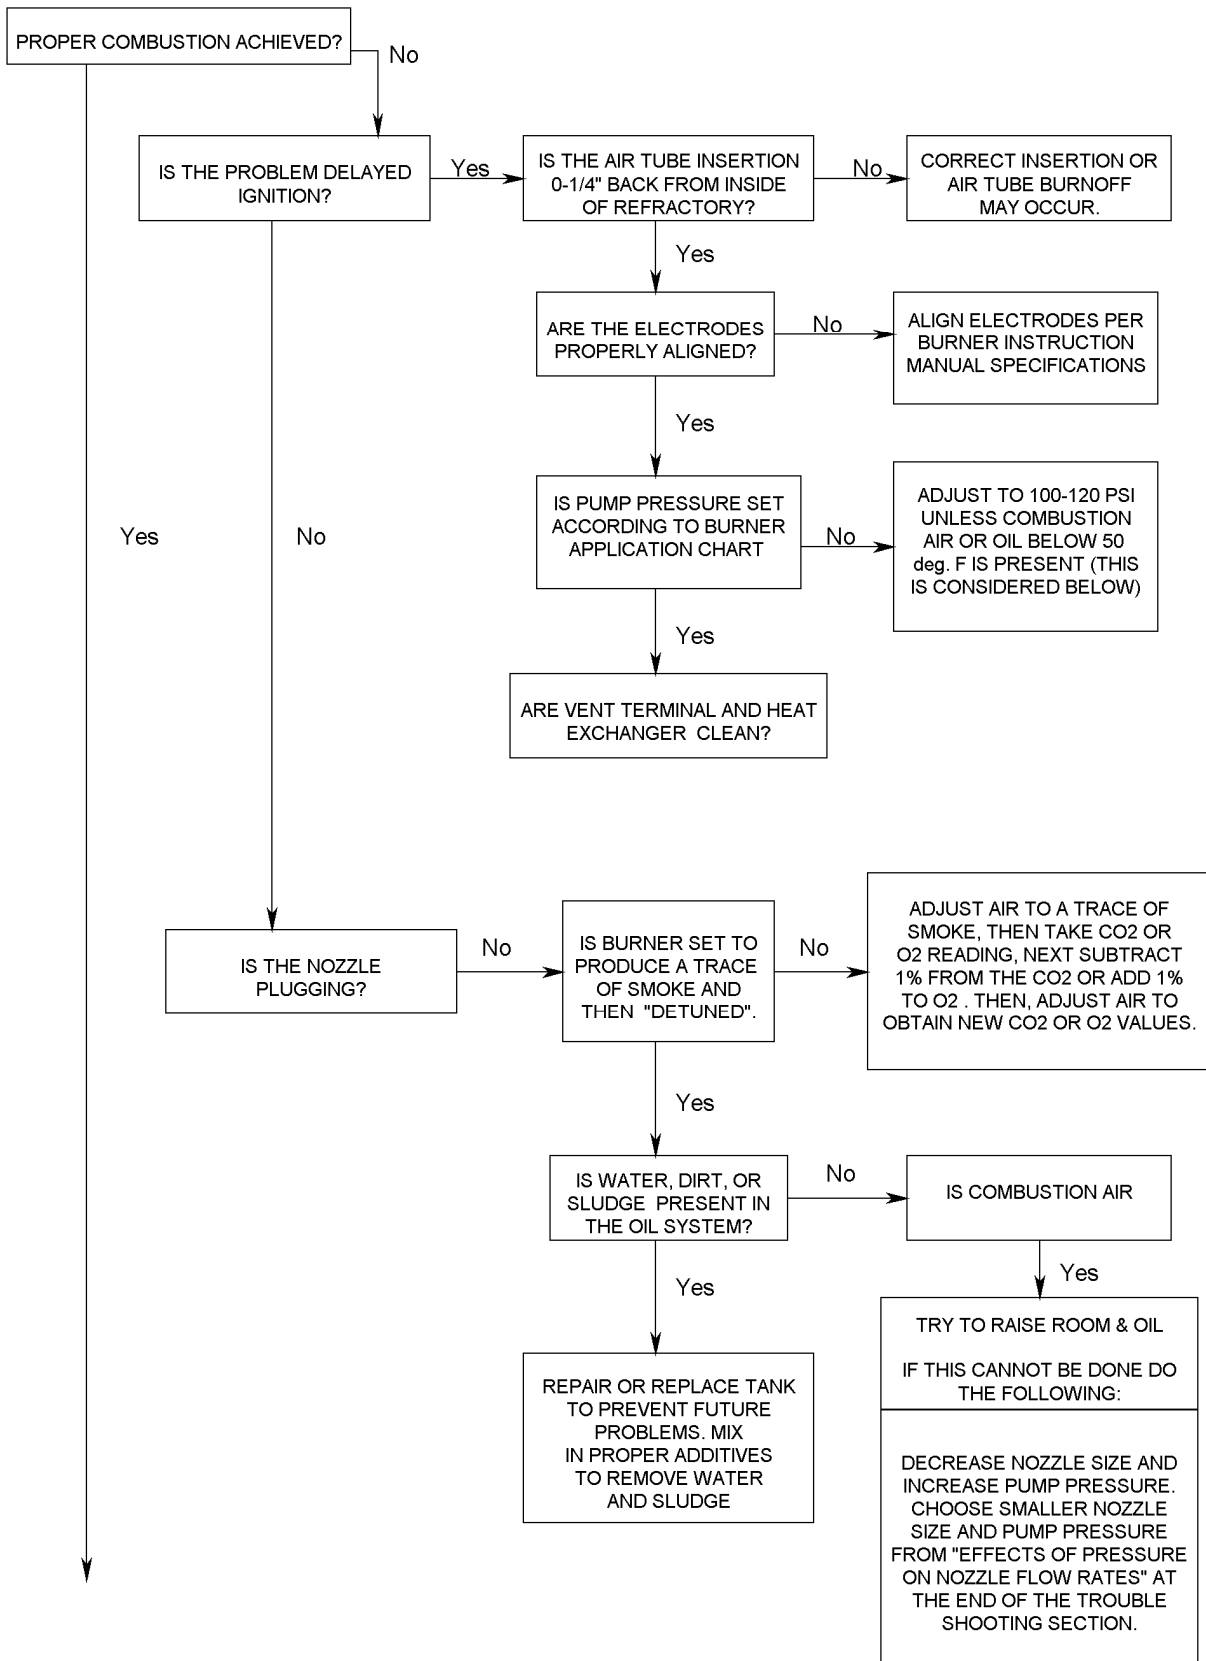 PROPER COMBUSTION ACHIEVED?
No
IS THE PROBLEM DELAYED
IGNITION?
Yes
IS THE AIR TUBE INSERTION
0-1/4" BACK FROM INSIDE
OF REFRACTORY?
No
CORRECT INSERTION OR
AIR TUBE BURNOFF
MAY OCCUR.
Yes
ARE THE ELECTRODES
PROPERLY ALIGNED?
No
ALIGN ELECTRODES PER
BURNER INSTRUCTION
MANUAL SPECIFICATIONS
Yes
IS PUMP PRESSURE SET
ACCORDING TO BURNER
APPLICATION CHART
No
ADJUST TO 100-120 PSI
UNLESS COMBUSTION
AIR OR OIL BELOW 50
deg. F IS PRESENT (THIS
IS CONSIDERED BELOW)
Yes
No
Yes
ARE VENT TERMINAL AND HEAT
EXCHANGER CLEAN?
IS THE NOZZLE
PLUGGING?
No
IS BURNER SET TO
PRODUCE A TRACE
OF SMOKE AND
THEN "DETUNED".
No
ADJUST AIR TO A TRACE OF
SMOKE, THEN TAKE CO2 OR
O2 READING, NEXT SUBTRACT
1% FROM THE CO2 OR ADD 1%
TO O2 . THEN, ADJUST AIR TO
OBTAIN NEW CO2 OR O2 VALUES.
Yes
IS WATER, DIRT, OR
SLUDGE PRESENT IN
THE OIL SYSTEM?
No
IS COMBUSTION AIR
Yes
Yes
REPAIR OR REPLACE TANK
TO PREVENT FUTURE
PROBLEMS. MIX
IN PROPER ADDITIVES
TO REMOVE WATER
AND SLUDGE
TRY TO RAISE ROOM & OIL
IF THIS CANNOT BE DONE DO
THE FOLLOWING:
DECREASE NOZZLE SIZE AND
INCREASE PUMP PRESSURE.
CHOOSE SMALLER NOZZLE
SIZE AND PUMP PRESSURE
FROM "EFFECTS OF PRESSURE
ON NOZZLE FLOW RATES" AT
THE END OF THE TROUBLE
SHOOTING SECTION.